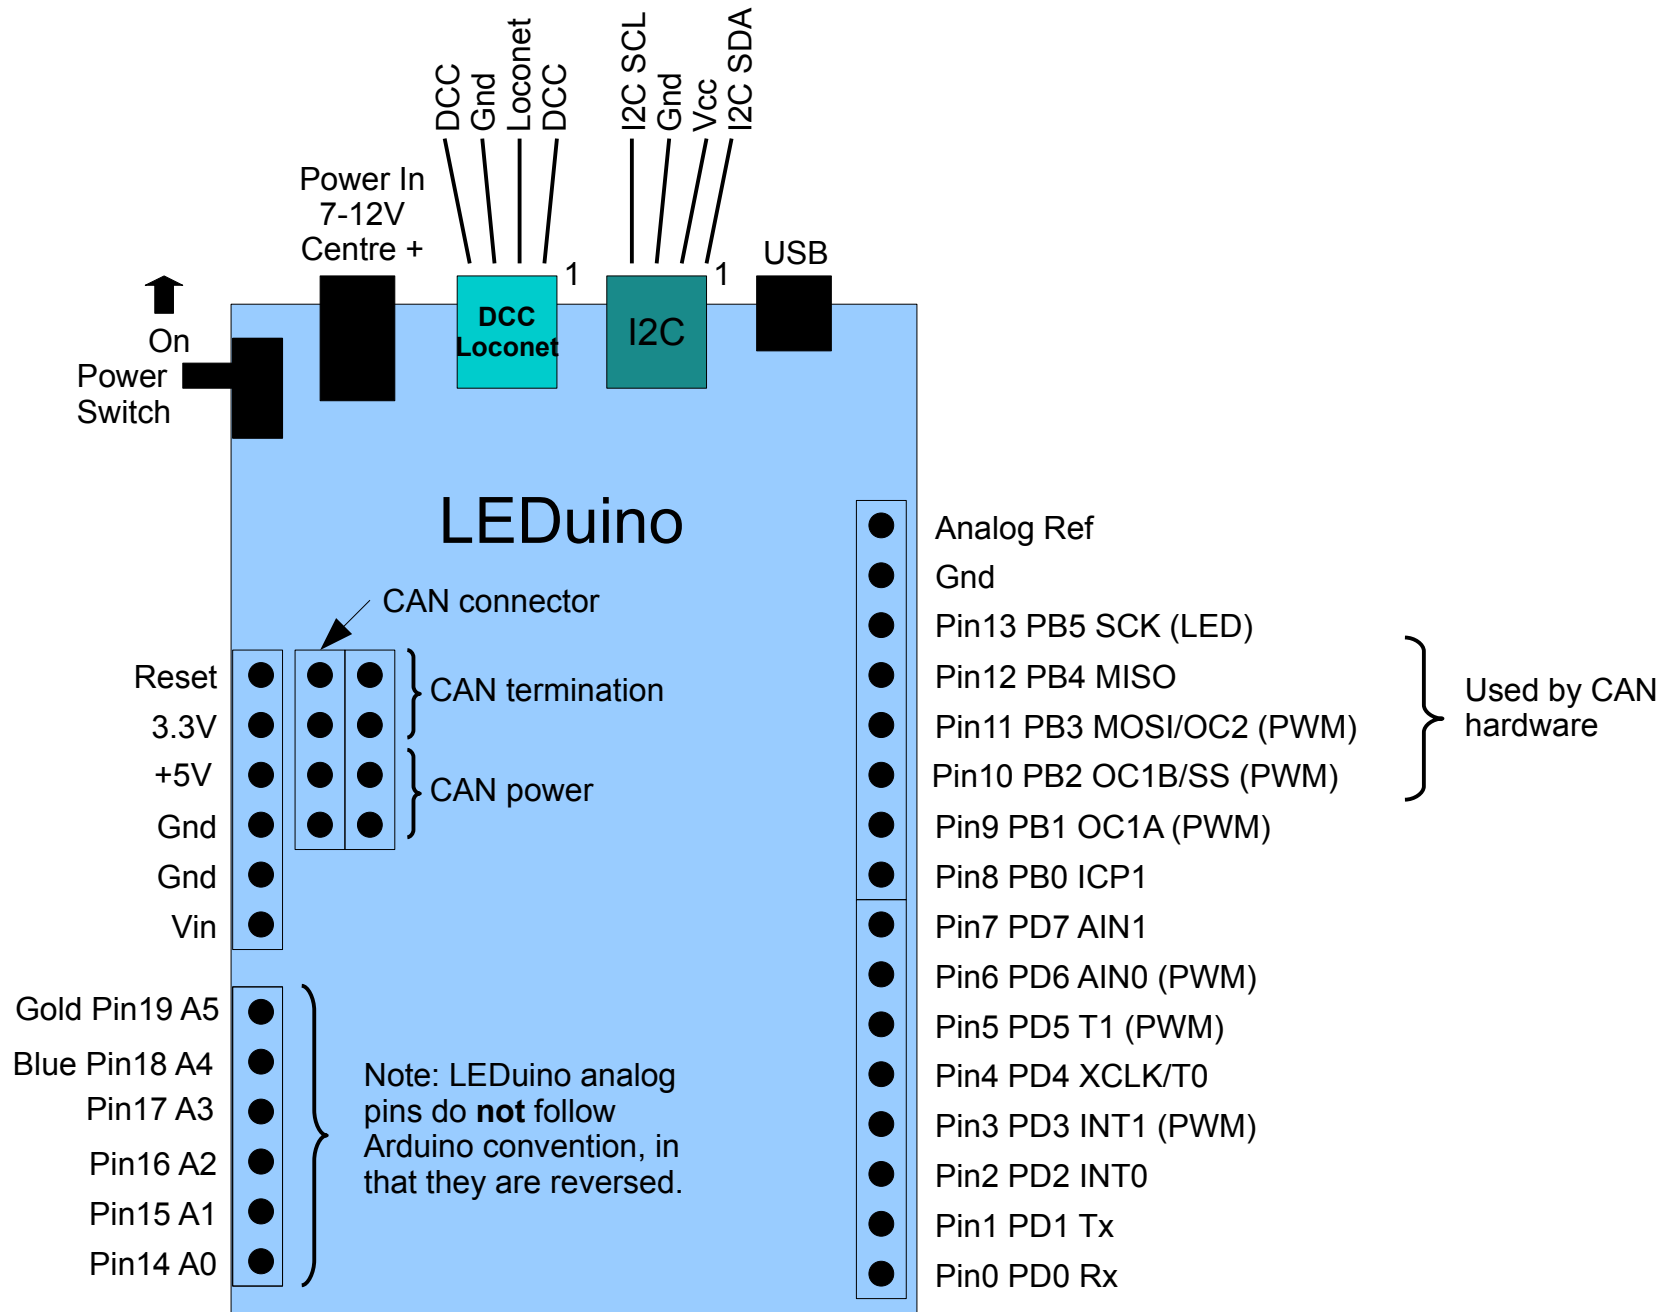 DCC
Gnd
Loconet
DCC
I2C SCL
Gnd
Vcc
I2C SDA
Power In
7-12V
Centre +
1
1
USB
On
Power
Switch
DCC
Loconet
I2C
LEDuino
CAN connector
CAN termination
CAN power
Reset
3.3V
+5V
Gnd
Gnd
Vin
Gold Pin19 A5
Blue Pin18 A4
Pin17 A3
Pin16 A2
Pin15 A1
Pin14 A0
Note: LEDuino analog
pins do not follow
Arduino convention, in
that they are reversed.
Analog Ref
Gnd
Pin13 PB5 SCK (LED)
Pin12 PB4 MISO
Pin11 PB3 MOSI/OC2 (PWM)
Pin10 PB2 OC1B/SS (PWM)
Pin9 PB1 OC1A (PWM)
Pin8 PB0 ICP1
Pin7 PD7 AIN1
Pin6 PD6 AIN0 (PWM)
Pin5 PD5 T1 (PWM)
Pin4 PD4 XCLK/T0
Pin3 PD3 INT1 (PWM)
Pin2 PD2 INT0
Pin1 PD1 Tx
Pin0 PD0 Rx
Used by CAN
hardware